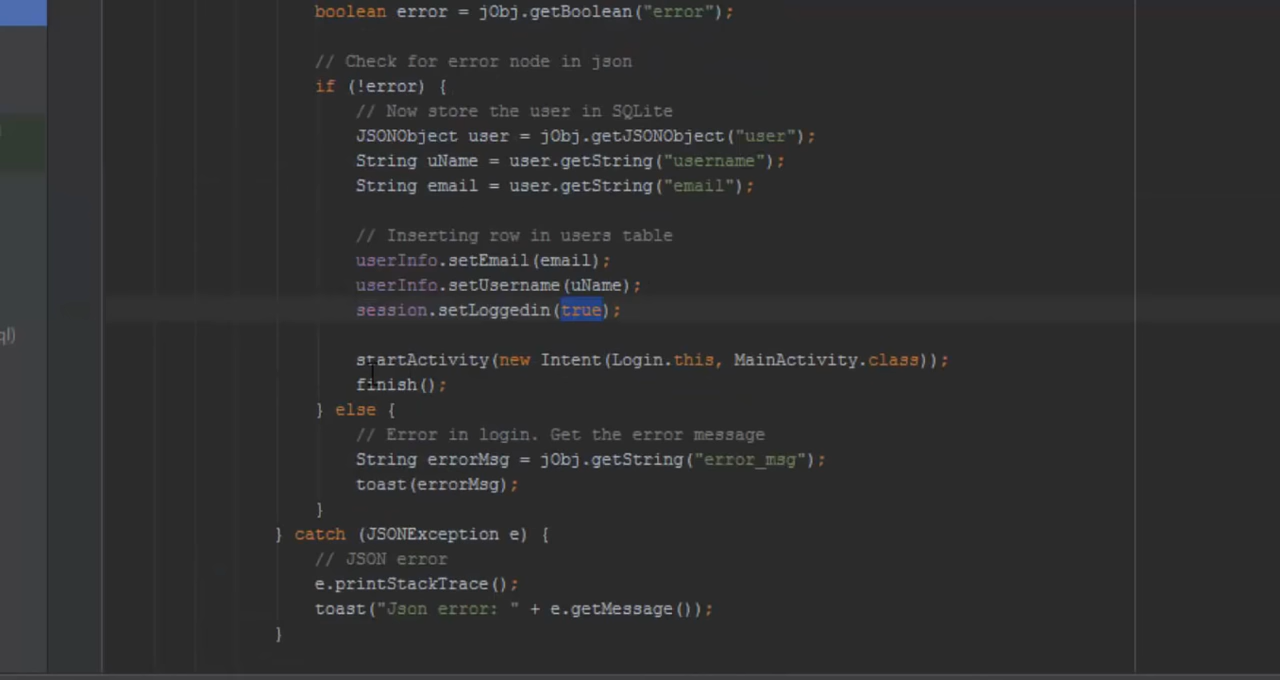 boolean error = jObj.getBoolean("error");
// Check for error node in json
if (!error) {
// Now store the user in SQLite
JSONObject user = jObj.getJSONObject("user");
String uName = user.getString("username");
String email = user.getString("email");
// Inserting row in users table
userInfo.setEmail(email);
userInfo.setUsername(uName);
session.setLoggedin(true);
ql)
startActivity(new Intent(Login.this, MainActivity.class));
finish();
} else {
// Error in login. Get the error message
String errorMsg = jObj.getString("error_msg");
toast(errorMsg);
}
} catch (JSONException e) {
// JSON error
e.printStackTrace();
toast("Json error: " + e.getMessage());
}